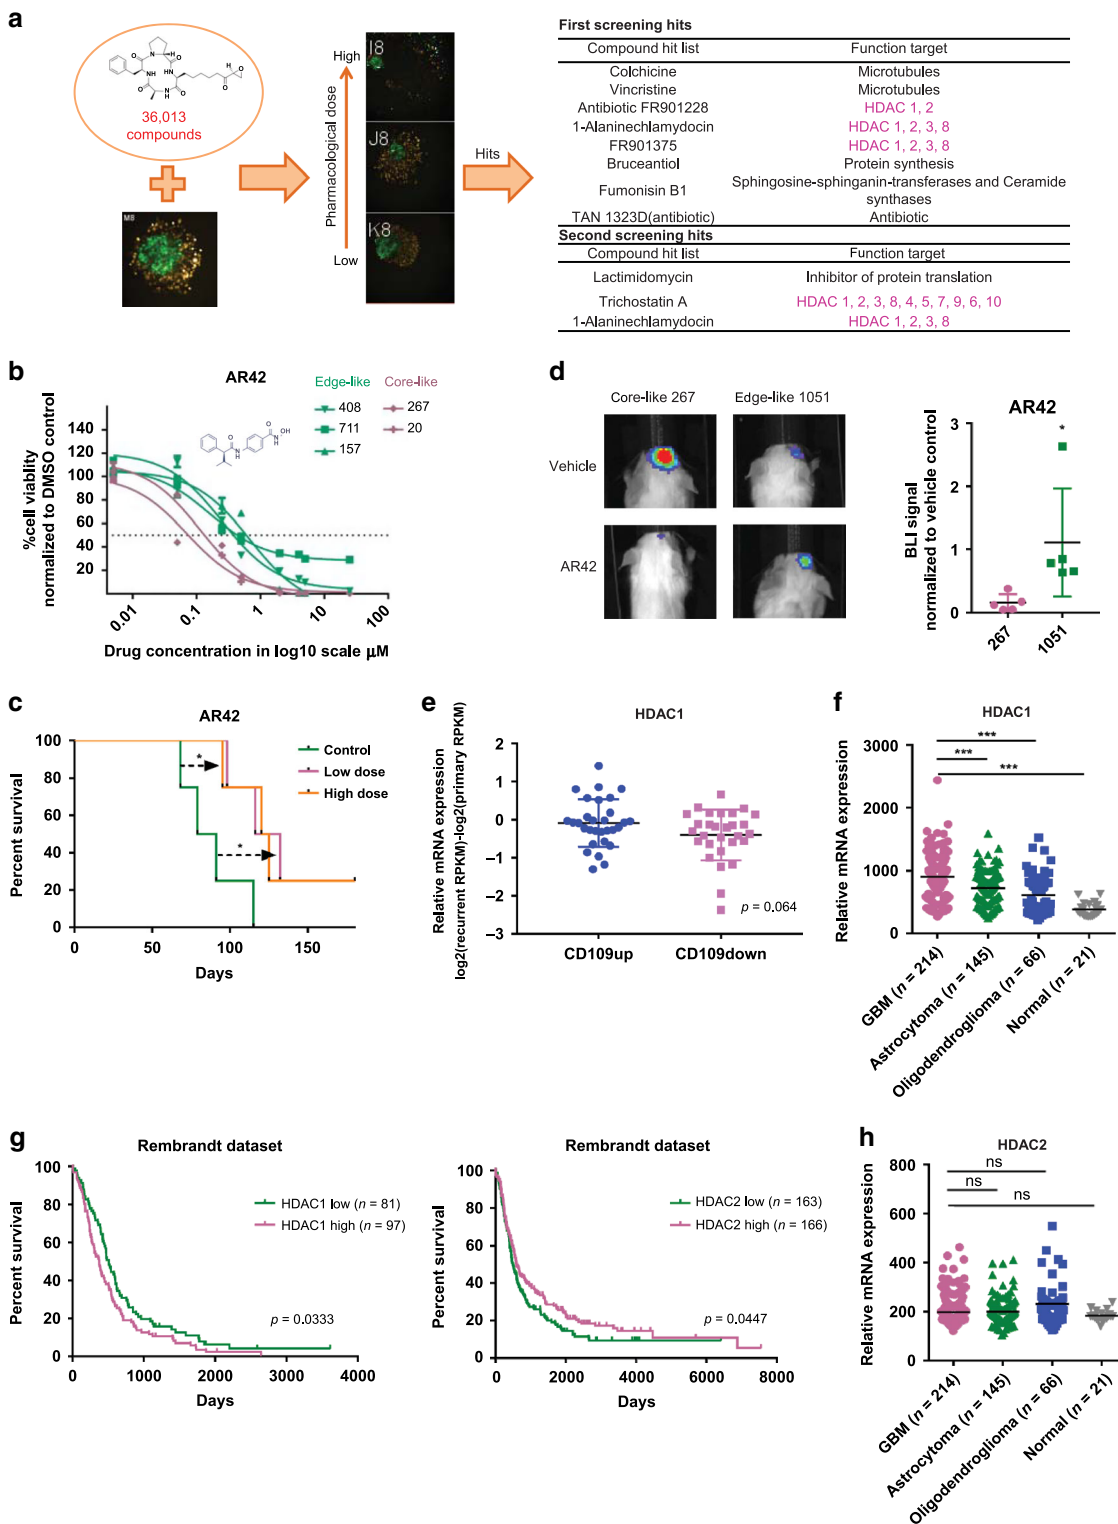 a
36,013
compounds
M8
Pharmacological dose
High
Low
I8
J8
K8
Hits
First screening hits
Compound hit list Function target
Colchicine Microtubules
Vincristine Microtubules
Antibiotic FR901228 HDAC 1, 2
1-Alaninechlamydocin HDAC 1, 2, 3, 8
FR901375 HDAC 1, 2, 3, 8
Bruceantiol Protein synthesis
Fumonisin B1 Sphingosine-sphinganin-transferases and Ceramide
synthases
TAN 1323D(antibiotic) Antibiotic
Second screening hits
Compound hit list Function target
Lactimidomycin Inhibitor of protein translation
Trichostatin A HDAC 1, 2, 3, 8, 4, 5, 7, 9, 6, 10
1-Alaninechlamydocin HDAC 1, 2, 3, 8
b
AR42
Edge-like Core-like
408 267
711 20
157
%cell viablity
normalized to DMSO control
140
120
100
80
60
40
20
0.01 0.1 1 10 100
Drug concentration in log10 scale µM
d
Core-like 267 Edge-like 1051
Vehicle
AR42
AR42
*
BLI signal
normalized to vehicle control
3
2
1
0
267 1051
c
AR42
Percent survival
100
80
60
40
20
0
Control
Low dose
High dose
*
*
0 50 100 150
Days
e
HDAC1
Relative mRNA expression
log2(recurrent RPKM)-log2(primary RPKM)
2
1
0
–1
–2
–3
p = 0.064
CD109up CD109down
f
HDAC1
***
***
***
Relative mRNA expression
3000
2000
1000
0
GBM (n = 214)
Astrocytoma (n = 145)
Oligodendroglioma (n = 66)
Normal (n = 21)
g
Rembrandt dataset
Percent survival
100
80
60
40
20
0
HDAC1 low (n = 81)
HDAC1 high (n = 97)
p = 0.0333
0 1000 2000 3000 4000
Days
Rembrandt dataset
Percent survival
100
80
60
40
20
0
HDAC2 low (n = 163)
HDAC2 high (n = 166)
p = 0.0447
0 2000 4000 6000 8000
Days
h
HDAC2
ns
ns
ns
Relative mRNA expression
800
600
400
200
0
GBM (n = 214)
Astrocytoma (n = 145)
Oligodendroglioma (n = 66)
Normal (n = 21)